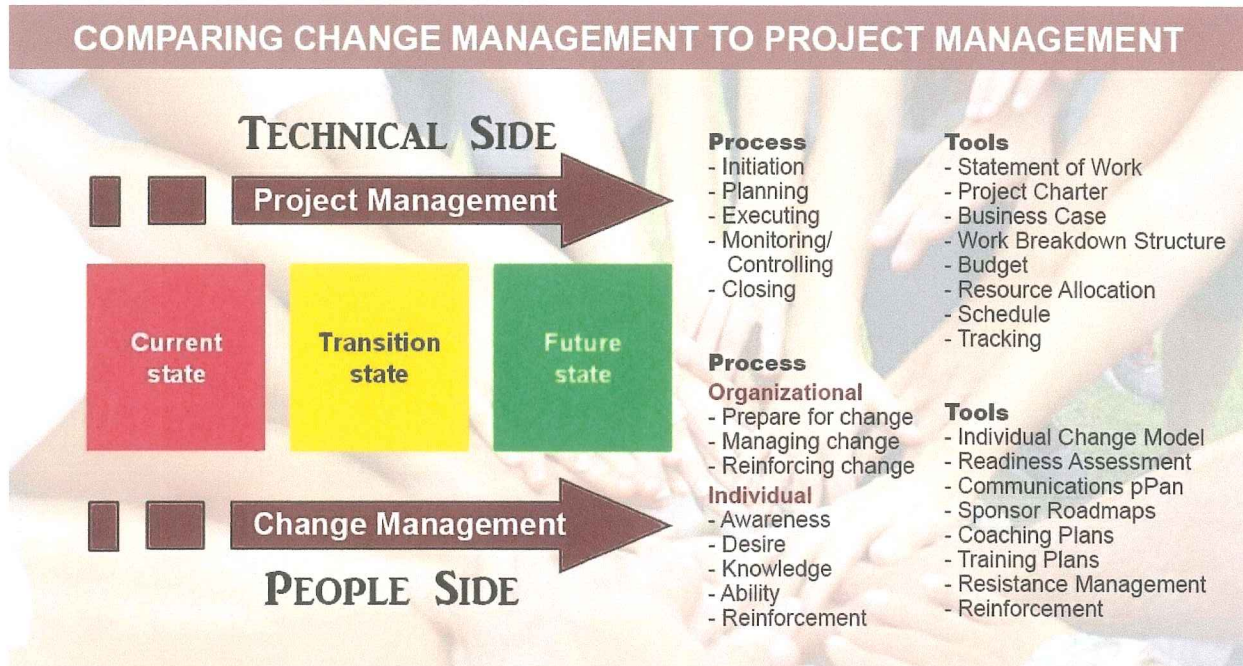 COMPARING CHANGE MANAGEMENT TO PROJECT MANAGEMENT
TECHNICAL SIDE
Project Management
Current
state
Transition
state
Future
state
Change Management
PEOPLE SIDE
Process
- Initiation
- Planning
- Executing
- Monitoring/
Controlling
- Closing
Tools
- Statement of Work
- Project Charter
- Business Case
- Work Breakdown Structure
- Budget
- Resource Allocation
- Schedule
- Tracking
Process
Organizational
- Prepare for change
- Managing change
- Reinforcing change
Individual
- Awareness
- Desire
- Knowledge
- Ability
- Reinforcement
Tools
- Individual Change Model
- Readiness Assessment
- Communications pPan
- Sponsor Roadmaps
- Coaching Plans
- Training Plans
- Resistance Management
- Reinforcement